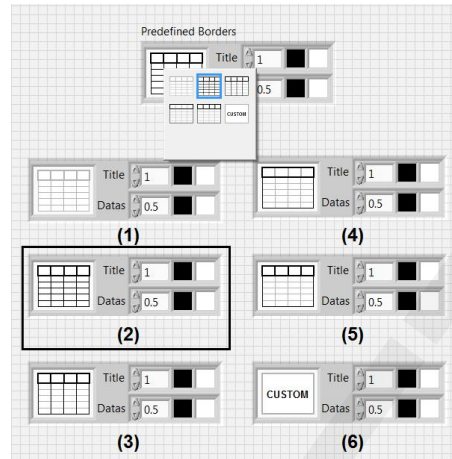 Predefined Borders
Title 1
0.5
CUSTOM
Title 1
Datas 0.5
(1)
Title 1
Datas 0.5
(4)
Title 1
Datas 0.5
(2)
Title 1
Datas 0.5
(5)
Title 1
Datas 0.5
(3)
CUSTOM
Title 1
Datas 0.5
(6)